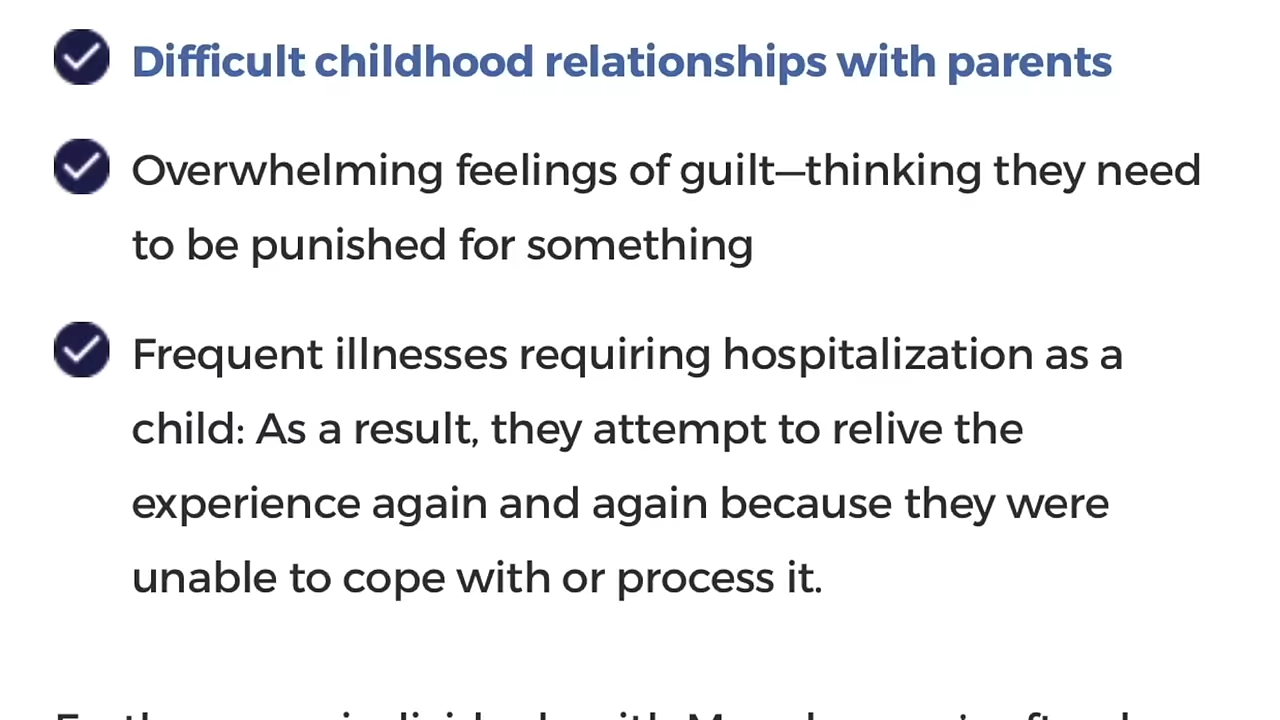 Difficult childhood relationships with parents
Overwhelming feelings of guilt—thinking they need
to be punished for something
Frequent illnesses requiring hospitalization as a
child: As a result, they attempt to relive the
experience again and again because they were
unable to cope with or process it.